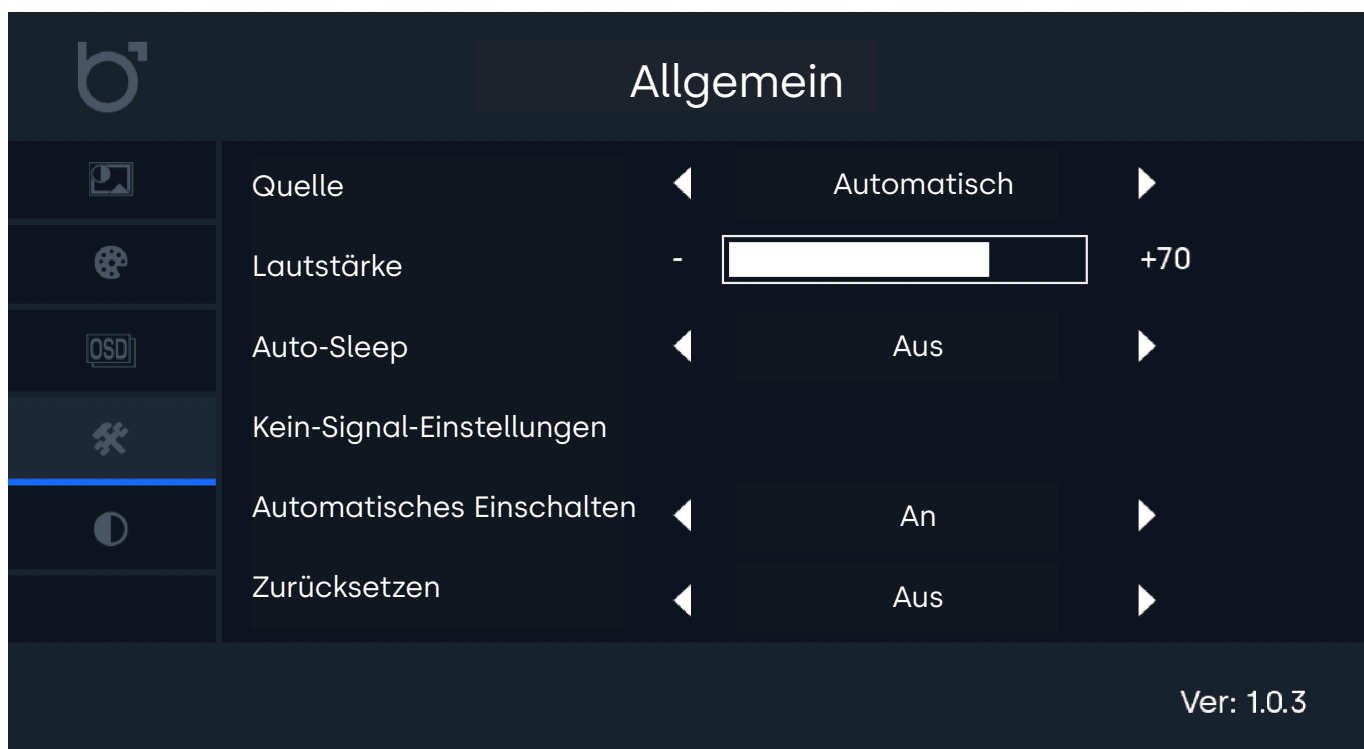 Allgemein
Quelle Automatisch
Lautstärke - +70
OSD
Auto-Sleep Aus
Kein-Signal-Einstellungen
Automatisches Einschalten An
Zurücksetzen Aus
Ver: 1.0.3